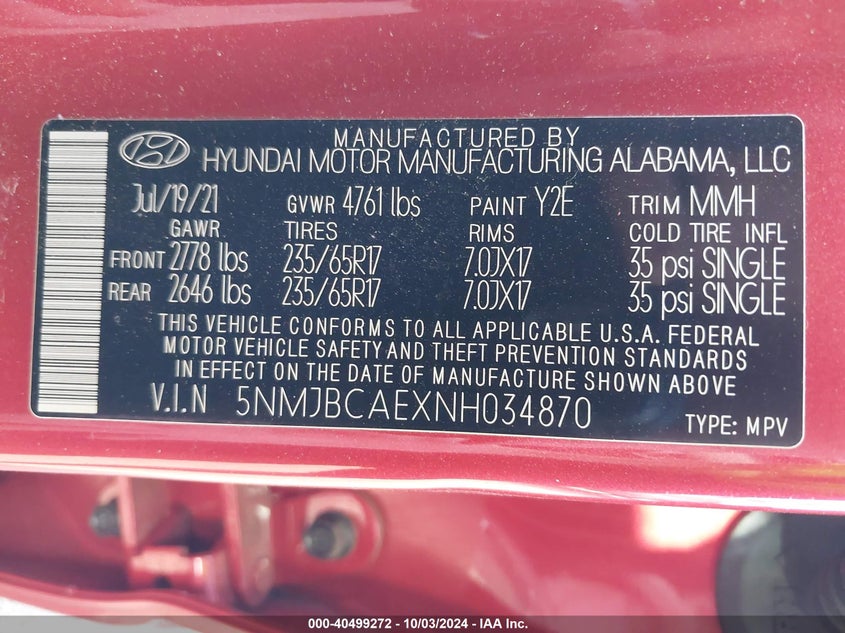 MANUFACTURED BY
HYUNDAI MOTOR MANUFACTURING ALABAMA, LLC
Jul/19/21 GVWR 4761 lbs PAINT Y2E TRIM MMH
GAWR TIRES RIMS COLD TIRE INFL
FRONT 2778 lbs 235/65R17 7.0JX17 35 psi SINGLE
REAR 2646 lbs 235/65R17 7.0JX17 35 psi SINGLE
THIS VEHICLE CONFORMS TO ALL APPLICABLE U.S.A. FEDERAL
MOTOR VEHICLE SAFETY AND THEFT PREVENTION STANDARDS
IN EFFECT ON THE DATE OF MANUFACTURE SHOWN ABOVE
V.I.N 5NMJBCAEXNH034870
TYPE: MPV
000-40499272 - 10/03/2024 - IAA Inc.